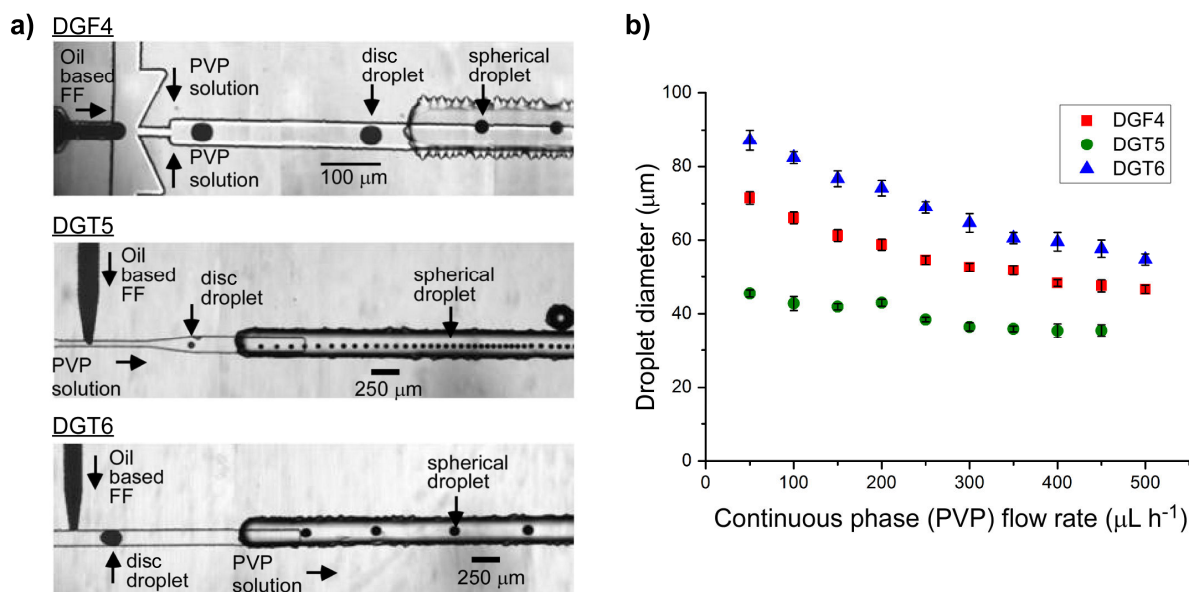 a)
DGF4
Oil
based
FF
PVP
solution
disc
droplet
spherical
droplet
PVP
solution
100 μm
DGT5
Oil
based
FF
disc
droplet
spherical
droplet
PVP
solution
250 μm
DGT6
Oil
based
FF
spherical
droplet
disc
droplet
PVP
solution
250 μm
b)
Droplet diameter (μm)
100
80
60
40
20
0
DGF4
DGT5
DGT6
0 100 200 300 400 500
Continuous phase (PVP) flow rate (μL h⁻¹)